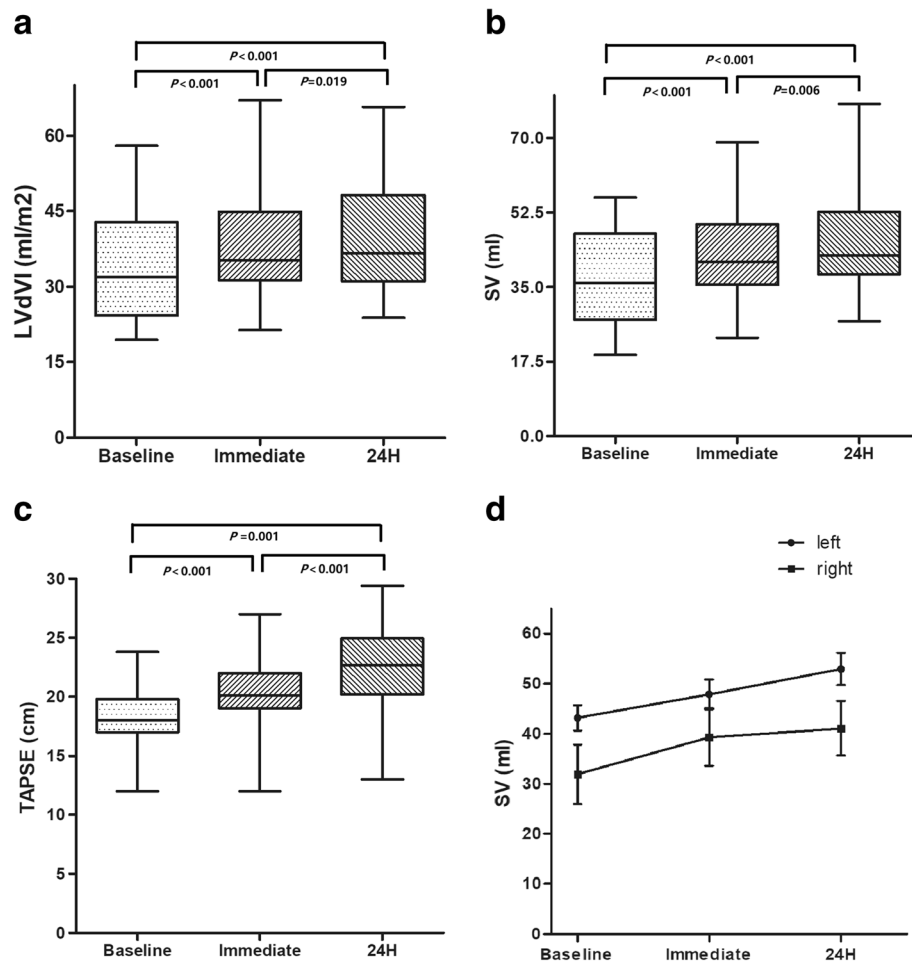 a
P<0.001
P<0.001
P=0.019
LVdVI (ml/m2)
60
45
30
15
0
Baseline
Immediate
24H
b
P<0.001
P<0.001
P=0.006
SV (ml)
70.0
52.5
35.0
17.5
0.0
Baseline
Immediate
24H
c
P=0.001
P<0.001
P<0.001
TAPSE (cm)
30
25
20
15
10
5
0
Baseline
Immediate
24H
d
left
right
SV (ml)
60
50
40
30
20
10
0
Baseline
Immediate
24H